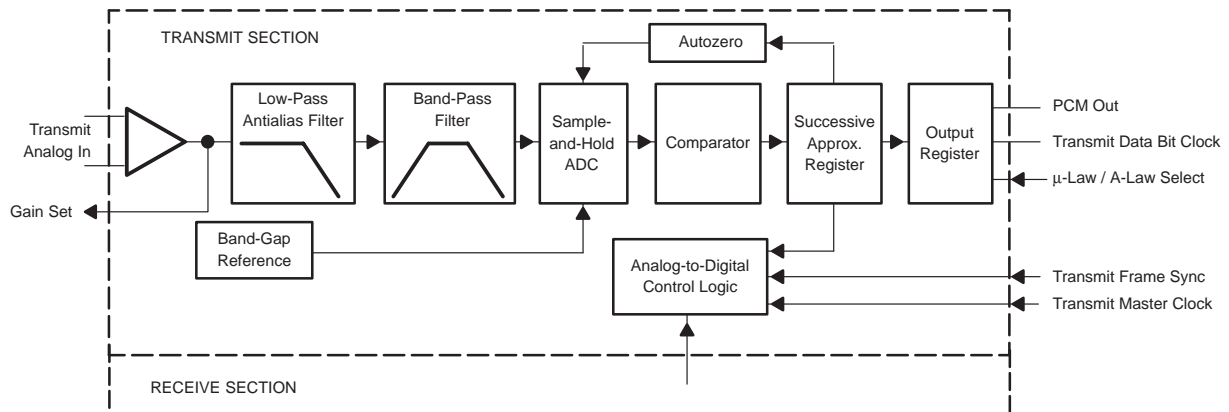 TRANSMIT SECTION
Autozero
Low-Pass
Antialias Filter
Band-Pass
Filter
Sample-
and-Hold
ADC
Comparator
Successive
Approx.
Register
Output
Register
PCM Out
Transmit Data Bit Clock
μ-Law / A-Law Select
Transmit
Analog In
Gain Set
Band-Gap
Reference
Analog-to-Digital
Control Logic
Transmit Frame Sync
Transmit Master Clock
RECEIVE SECTION